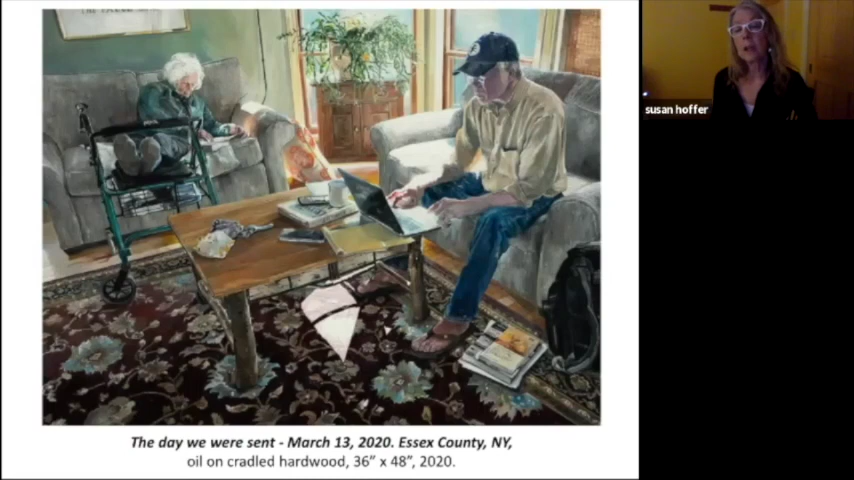 The day we were sent - March 13, 2020. Essex County, NY,
oil on cradled hardwood, 36” x 48”, 2020.
susan hoffer